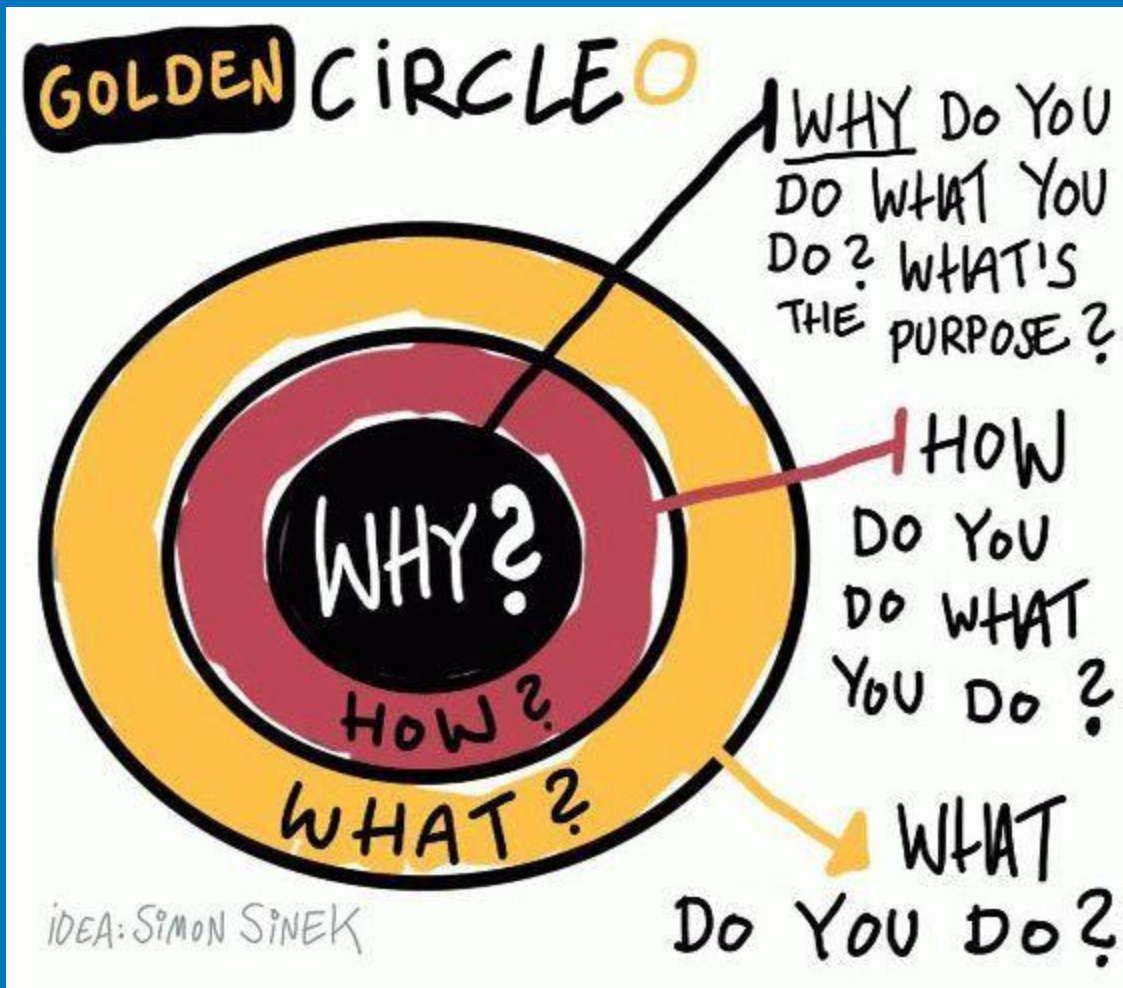 GOLDEN CiRCLE
WHY DO YOU
DO WHAT YOU
DO? WHAT'S
THE PURPOSE?
WHY?
HOW
DO YOU
DO WHAT
YOU DO?
HOW?
WHAT?
WHAT
DO YOU DO?
iDEA: SiMON SiNEK